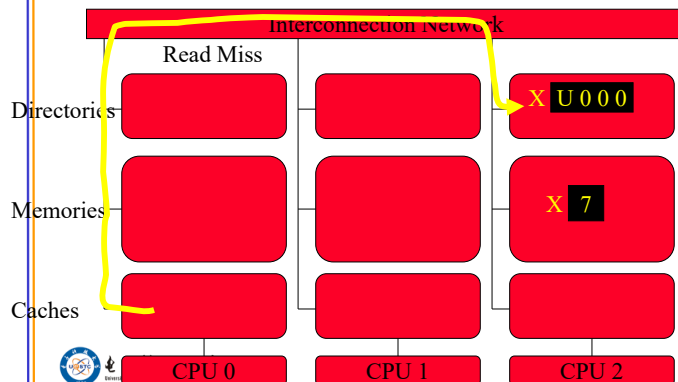 Interconnection Network
Read Miss
Directories
X U 0 0 0
Memories
X 7
Caches
CPU 0
CPU 1
CPU 2